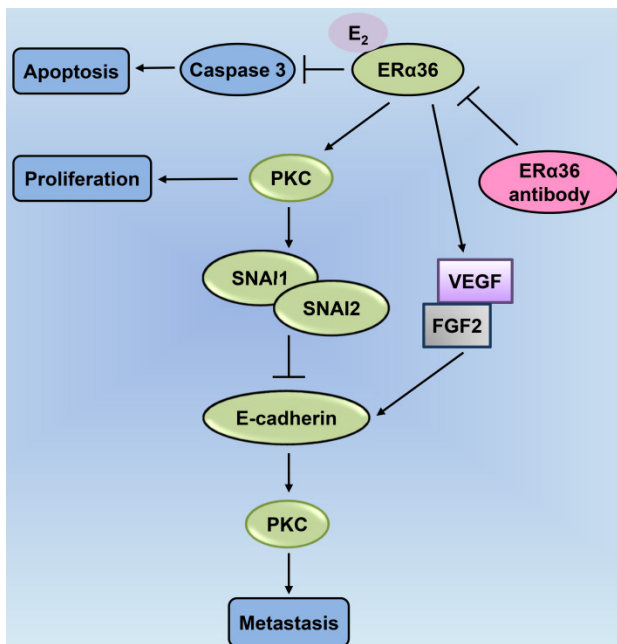 E2
Apoptosis
Caspase 3
ERα36
Proliferation
PKC
ERα36
antibody
SNAI1
SNAI2
VEGF
FGF2
E-cadherin
PKC
Metastasis